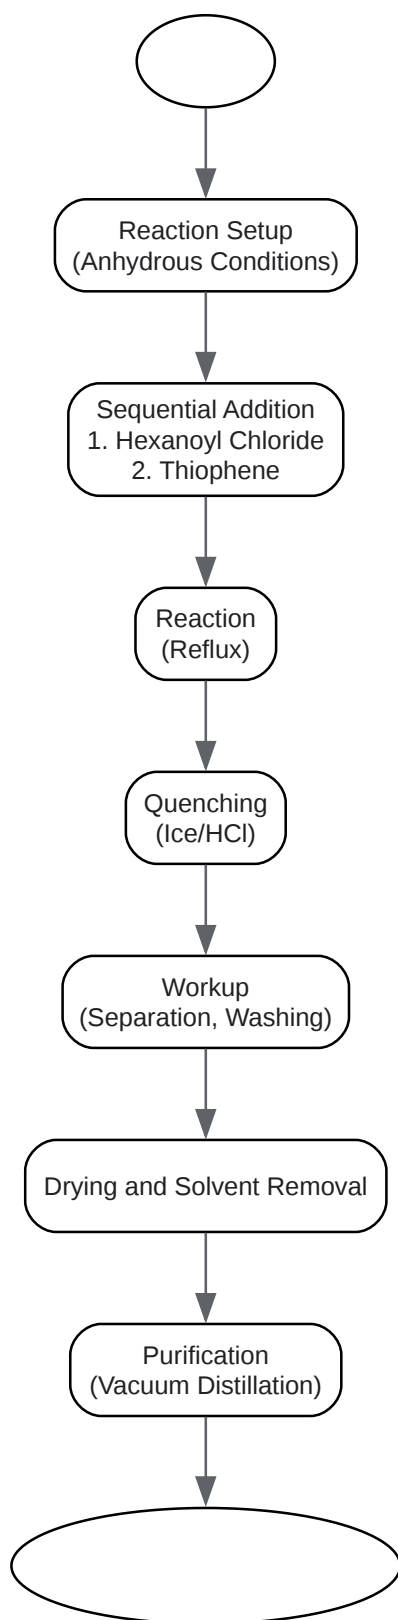 Reaction Setup
(Anhydrous Conditions)
Sequential Addition
1. Hexanoyl Chloride
2. Thiophene
Reaction
(Reflux)
Quenching
(Ice/HCl)
Workup
(Separation, Washing)
Drying and Solvent Removal
Purification
(Vacuum Distillation)